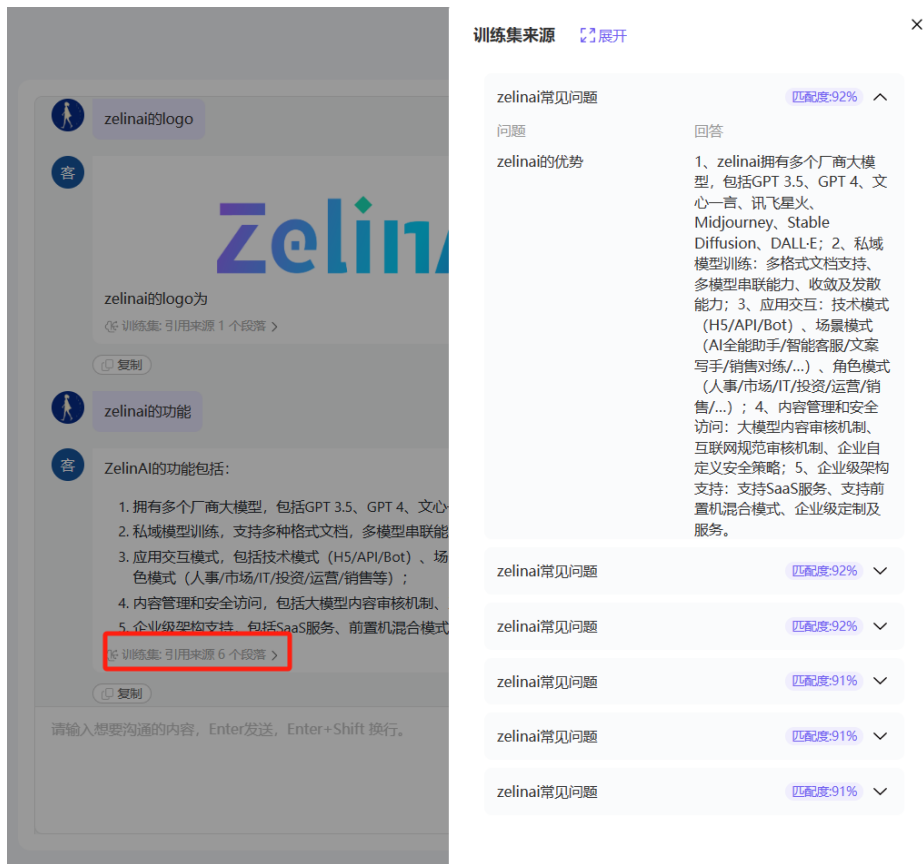 zelinai的logo
客
ZelinA
zelinai的logo为
训练集: 引用来源 1 个段落
复制
zelinai的功能
客
ZelinAI的功能包括：
1. 拥有多个厂商大模型，包括GPT 3.5、GPT 4、文心
2. 私域模型训练，支持多种格式文档，多模型串联能
3. 应用交互模式，包括技术模式（H5/API/Bot）、场
色模式（人事/市场/IT/投资/运营/销售等）；
4. 内容管理和安全访问，包括大模型内容审核机制、
5. 企业级架构支持，包括SaaS服务、前置机混合模式
训练集: 引用来源 6 个段落
复制
请输入想要沟通的内容，Enter发送，Enter+Shift 换行。
训练集来源
展开
zelinai常见问题
匹配度:92%
问题
回答
zelinai的优势
1、zelinai拥有多个厂商大模
型，包括GPT 3.5、GPT 4、文
心一言、讯飞星火、
Midjourney、Stable
Diffusion、DALL·E；2、私域
模型训练：多格式文档支持、
多模型串联能力、收敛及发散
能力；3、应用交互：技术模式
（H5/API/Bot）、场景模式
（AI全能助手/智能客服/文案
写手/销售对练/...）、角色模式
（人事/市场/IT/投资/运营/销
售/...）；4、内容管理和安全
访问：大模型内容审核机制、
互联网规范审核机制、企业自
定义安全策略；5、企业级架构
支持：支持SaaS服务、支持前
置机混合模式、企业级定制及
服务。
zelinai常见问题
匹配度:92%
zelinai常见问题
匹配度:92%
zelinai常见问题
匹配度:91%
zelinai常见问题
匹配度:91%
zelinai常见问题
匹配度:91%